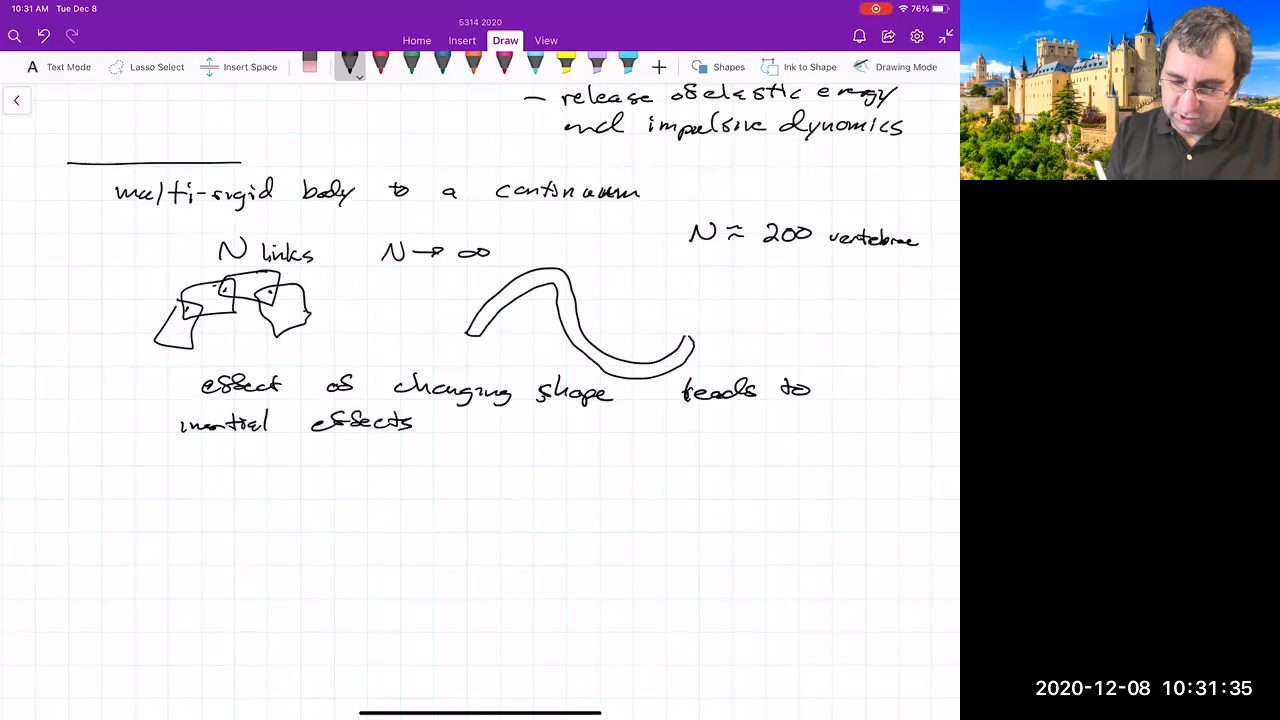 10:31 AM Tue Dec 8
76%
5314 2020
Home Insert Draw View
A Text Mode Lasso Select Insert Space Shapes Ink to Shape Drawing Mode
— release of elastic energy
and impulsive dynamics
multi-rigid body to a continuum
N ≈ 200 vertebrae
N links N → ∞
effect of changing shape leads to
inertial effects
2020-12-08 10:31:35